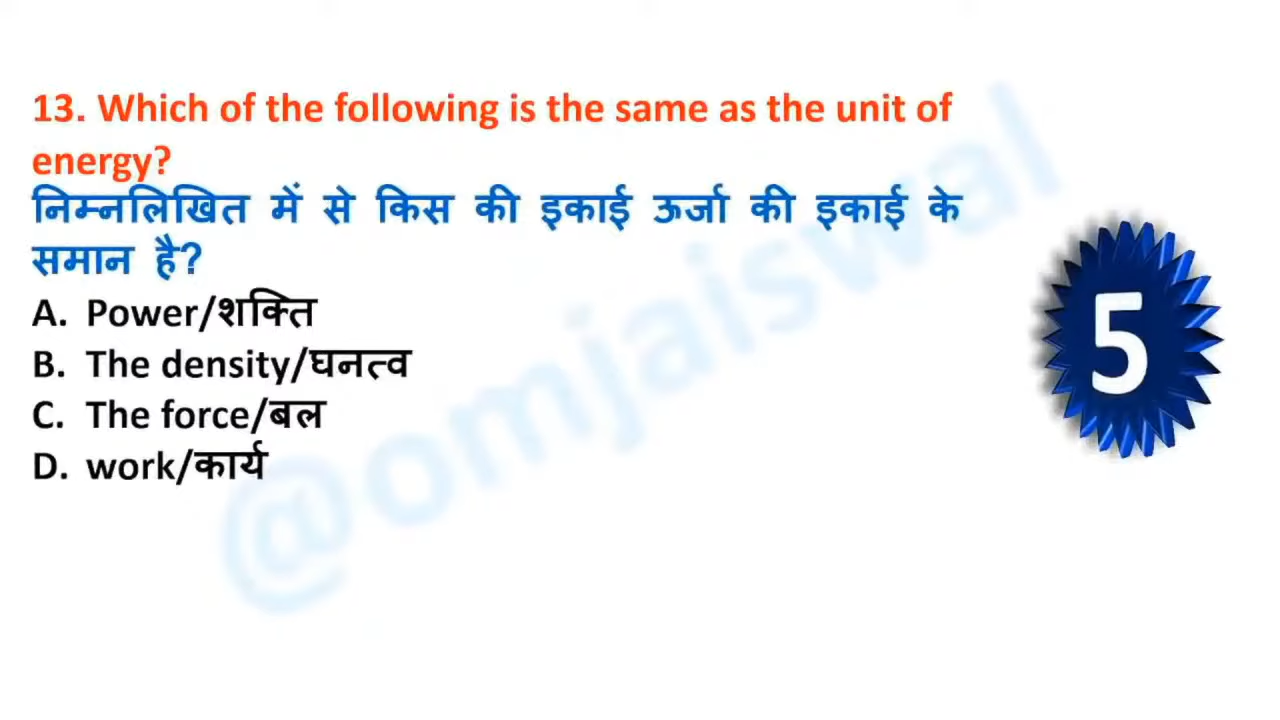 13. Which of the following is the same as the unit of
energy?
निम्नलिखित में से किस की इकाई ऊर्जा की इकाई के
समान है?
A. Power/शक्ति
B. The density/घनत्व
C. The force/बल
D. work/कार्य
5
@omjaiswal